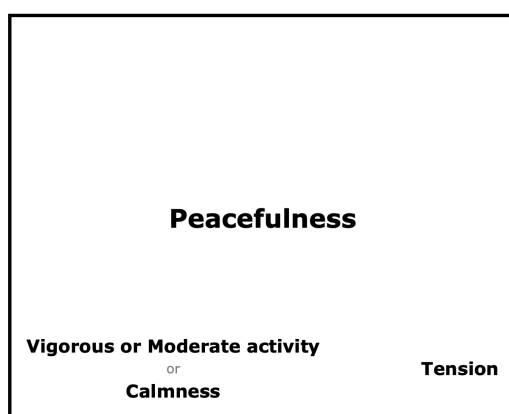 Peacefulness
Vigorous or Moderate activity
or
Calmness
Tension